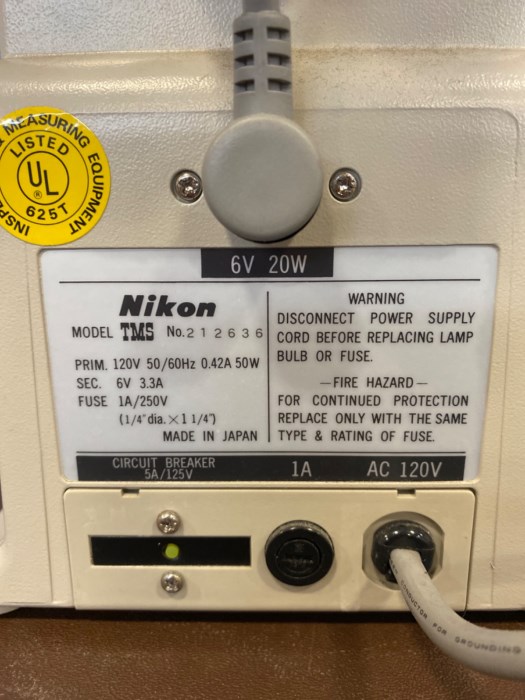 MEASURING EQUIPMENT
LISTED
UL
®
625T
6V 20W
Nikon
MODEL TMS No. 212636
PRIM. 120V 50/60Hz 0.42A 50W
SEC. 6V 3.3A
FUSE 1A/250V
(1/4"dia.×1 1/4")
MADE IN JAPAN
WARNING
DISCONNECT POWER SUPPLY
CORD BEFORE REPLACING LAMP
BULB OR FUSE.
—FIRE HAZARD—
FOR CONTINUED PROTECTION
REPLACE ONLY WITH THE SAME
TYPE & RATING OF FUSE.
CIRCUIT BREAKER
5A/125V
1A
AC 120V
CONDUCTOR FOR GROUNDING